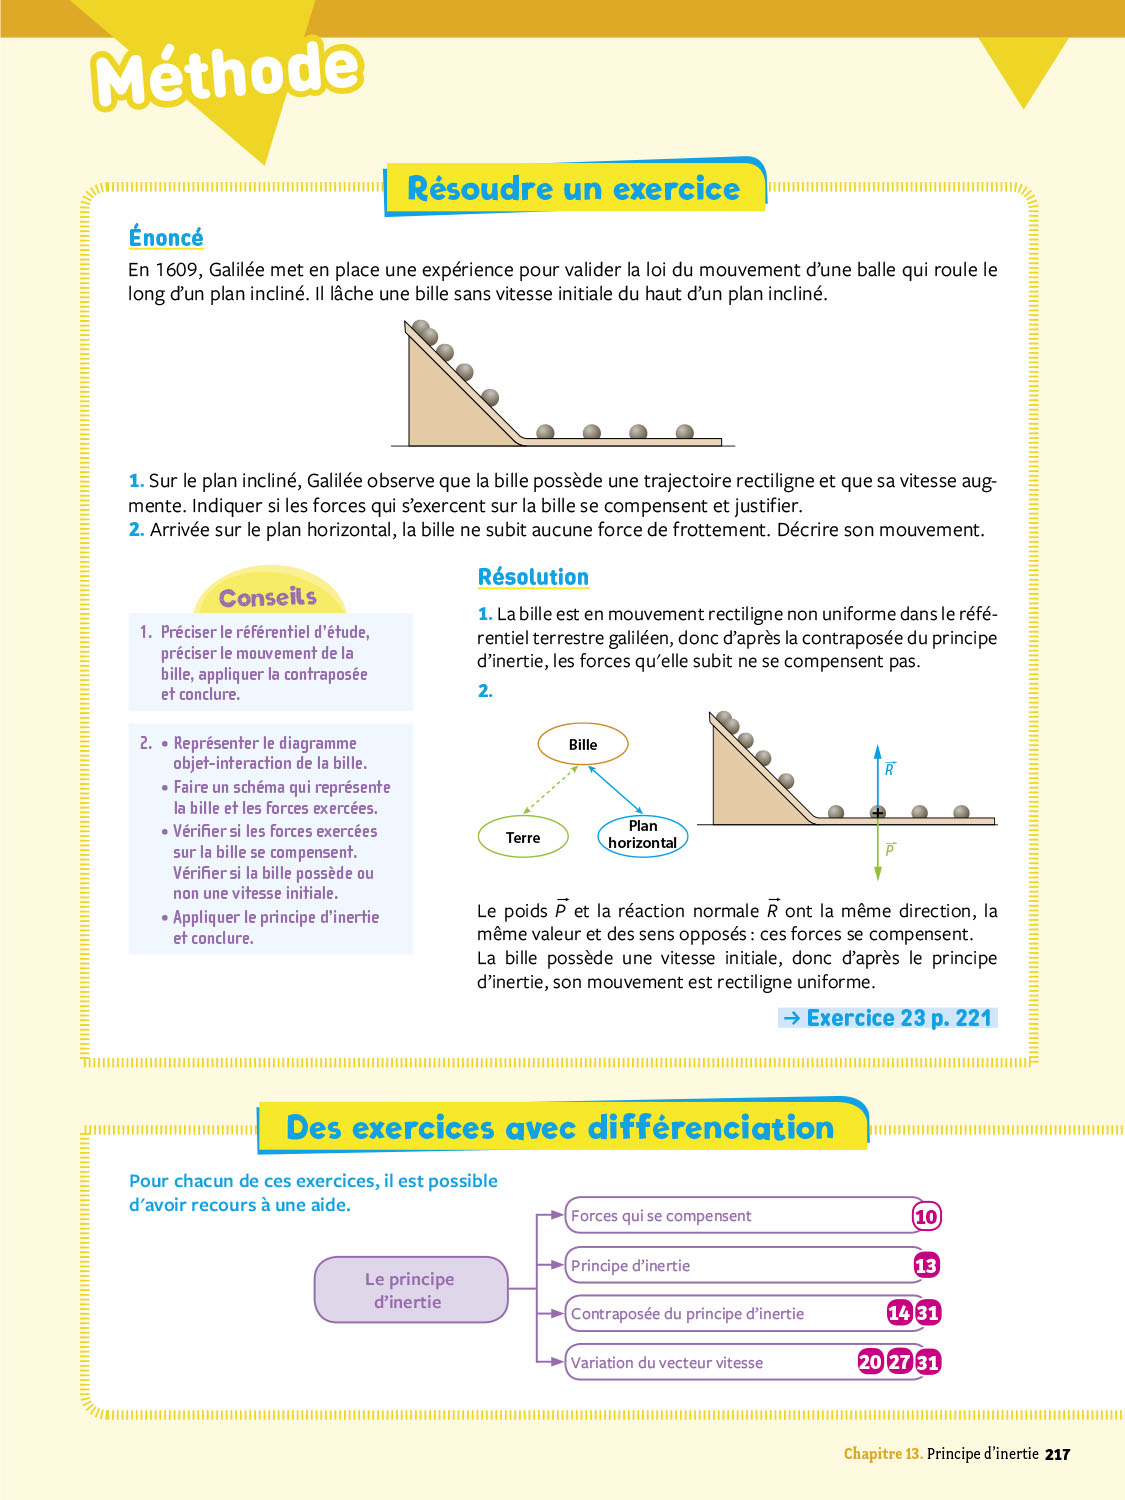 Méthode
Résoudre un exercice
Énoncé
En 1609, Galilée met en place une expérience pour valider la loi du mouvement d’une balle qui roule le
long d’un plan incliné. Il lâche une bille sans vitesse initiale du haut d’un plan incliné.
1. Sur le plan incliné, Galilée observe que la bille possède une trajectoire rectiligne et que sa vitesse aug-
mente. Indiquer si les forces qui s’exercent sur la bille se compensent et justifier.
2. Arrivée sur le plan horizontal, la bille ne subit aucune force de frottement. Décrire son mouvement.
Conseils
1. Préciser le référentiel d’étude,
préciser le mouvement de la
bille, appliquer la contraposée
et conclure.
2. • Représenter le diagramme
objet-interaction de la bille.
• Faire un schéma qui représente
la bille et les forces exercées.
• Vérifier si les forces exercées
sur la bille se compensent.
Vérifier si la bille possède ou
non une vitesse initiale.
• Appliquer le principe d’inertie
et conclure.
Résolution
1. La bille est en mouvement rectiligne non uniforme dans le réfé-
rentiel terrestre galiléen, donc d’après la contraposée du principe
d’inertie, les forces qu’elle subit ne se compensent pas.
2.
Bille
Terre
Plan
horizontal
R⃗
P⃗
Le poids P⃗ et la réaction normale R⃗ ont la même direction, la
même valeur et des sens opposés : ces forces se compensent.
La bille possède une vitesse initiale, donc d’après le principe
d’inertie, son mouvement est rectiligne uniforme.
→ Exercice 23 p. 221
Des exercices avec différenciation
Pour chacun de ces exercices, il est possible
d’avoir recours à une aide.
Le principe
d’inertie
Forces qui se compensent 10
Principe d’inertie 13
Contraposée du principe d’inertie 14 31
Variation du vecteur vitesse 20 27 31
Chapitre 13. Principe d’inertie 217